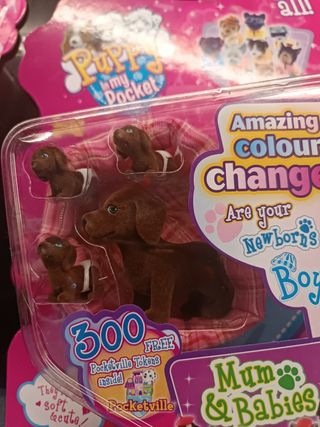 all
Puppy
in my
Pocket
Amazing
colour
change
Are your
Newborn's
Boy
300 FREE
Pocketville Tokens
inside!
Pocketville
They're
soft
& cute!
Mum
& Babies